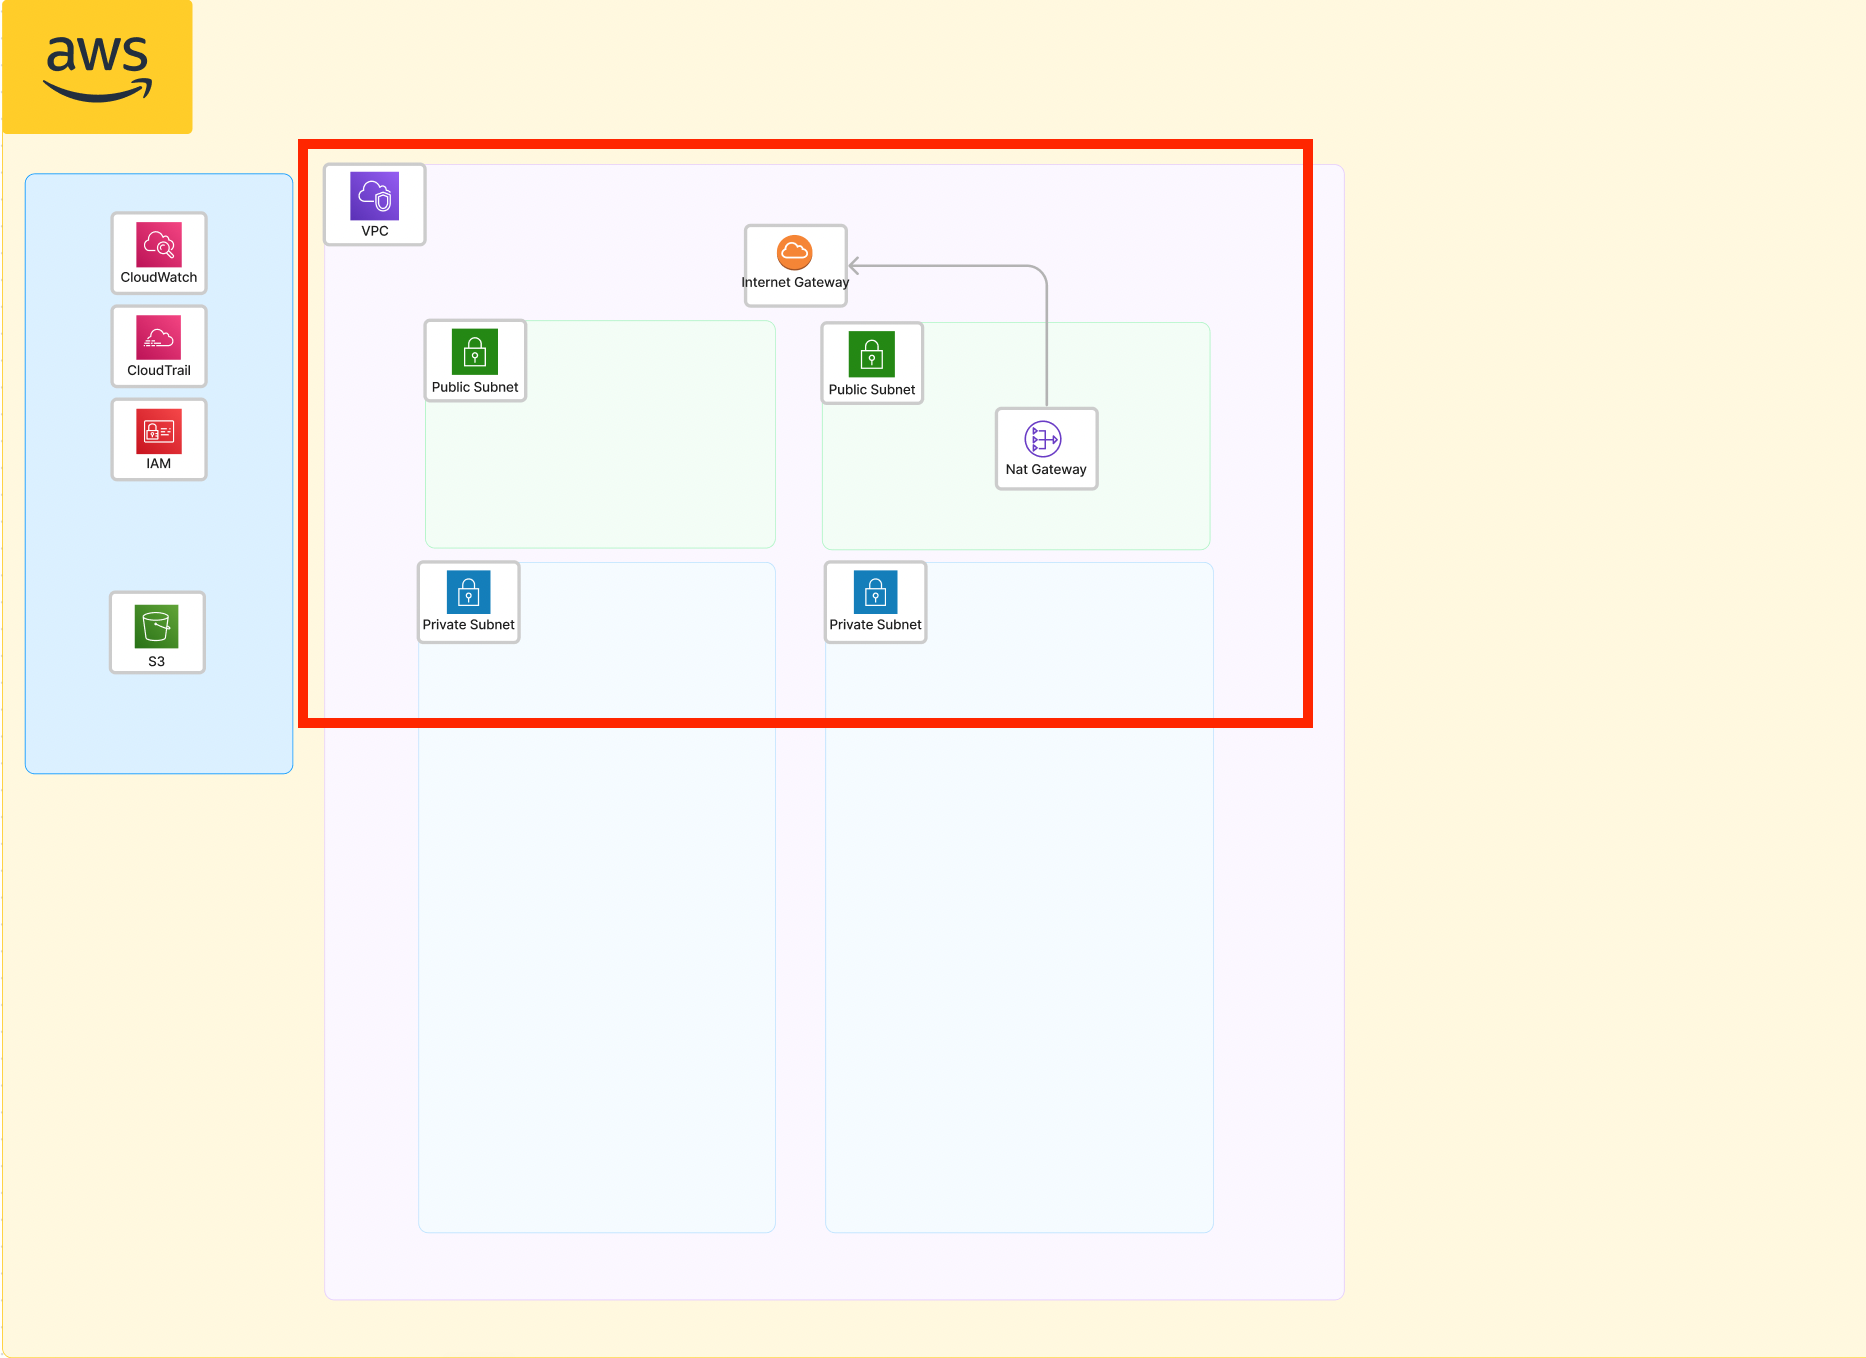 aws
VPC
CloudWatch
Internet Gateway
CloudTrail
Public Subnet
Public Subnet
IAM
Nat Gateway
Private Subnet
Private Subnet
S3